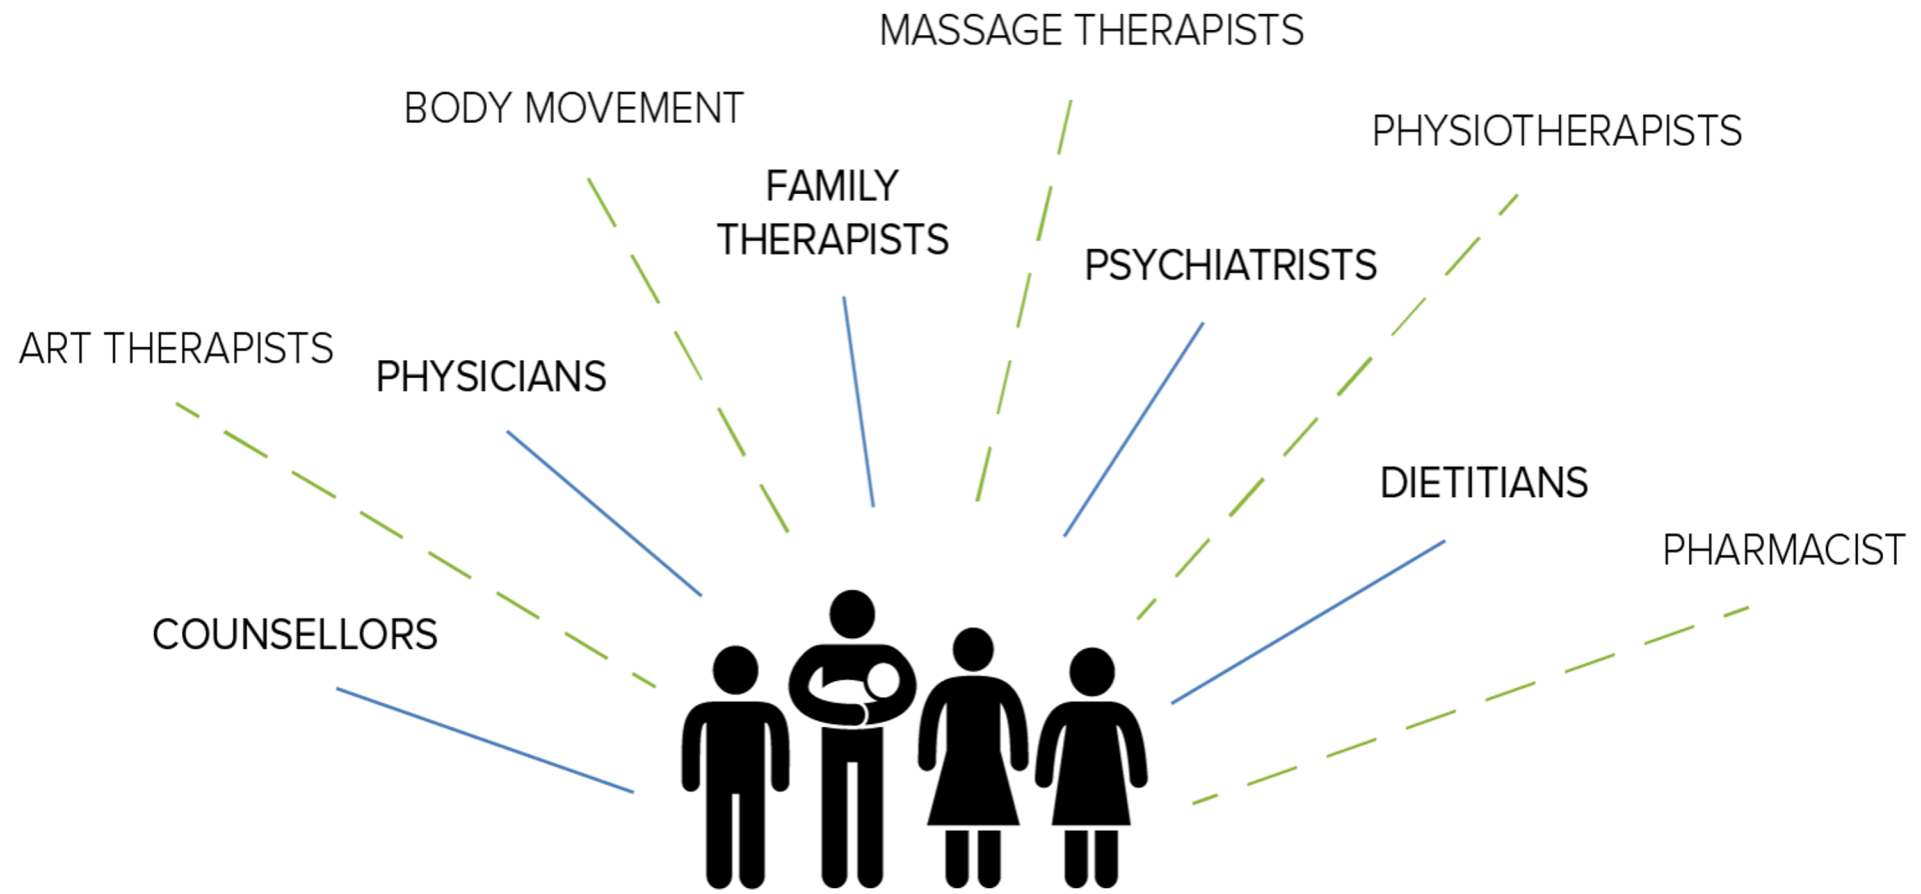 MASSAGE THERAPISTS
BODY MOVEMENT
PHYSIOTHERAPISTS
FAMILY
THERAPISTS
PSYCHIATRISTS
ART THERAPISTS
PHYSICIANS
DIETITIANS
PHARMACIST
COUNSELLORS